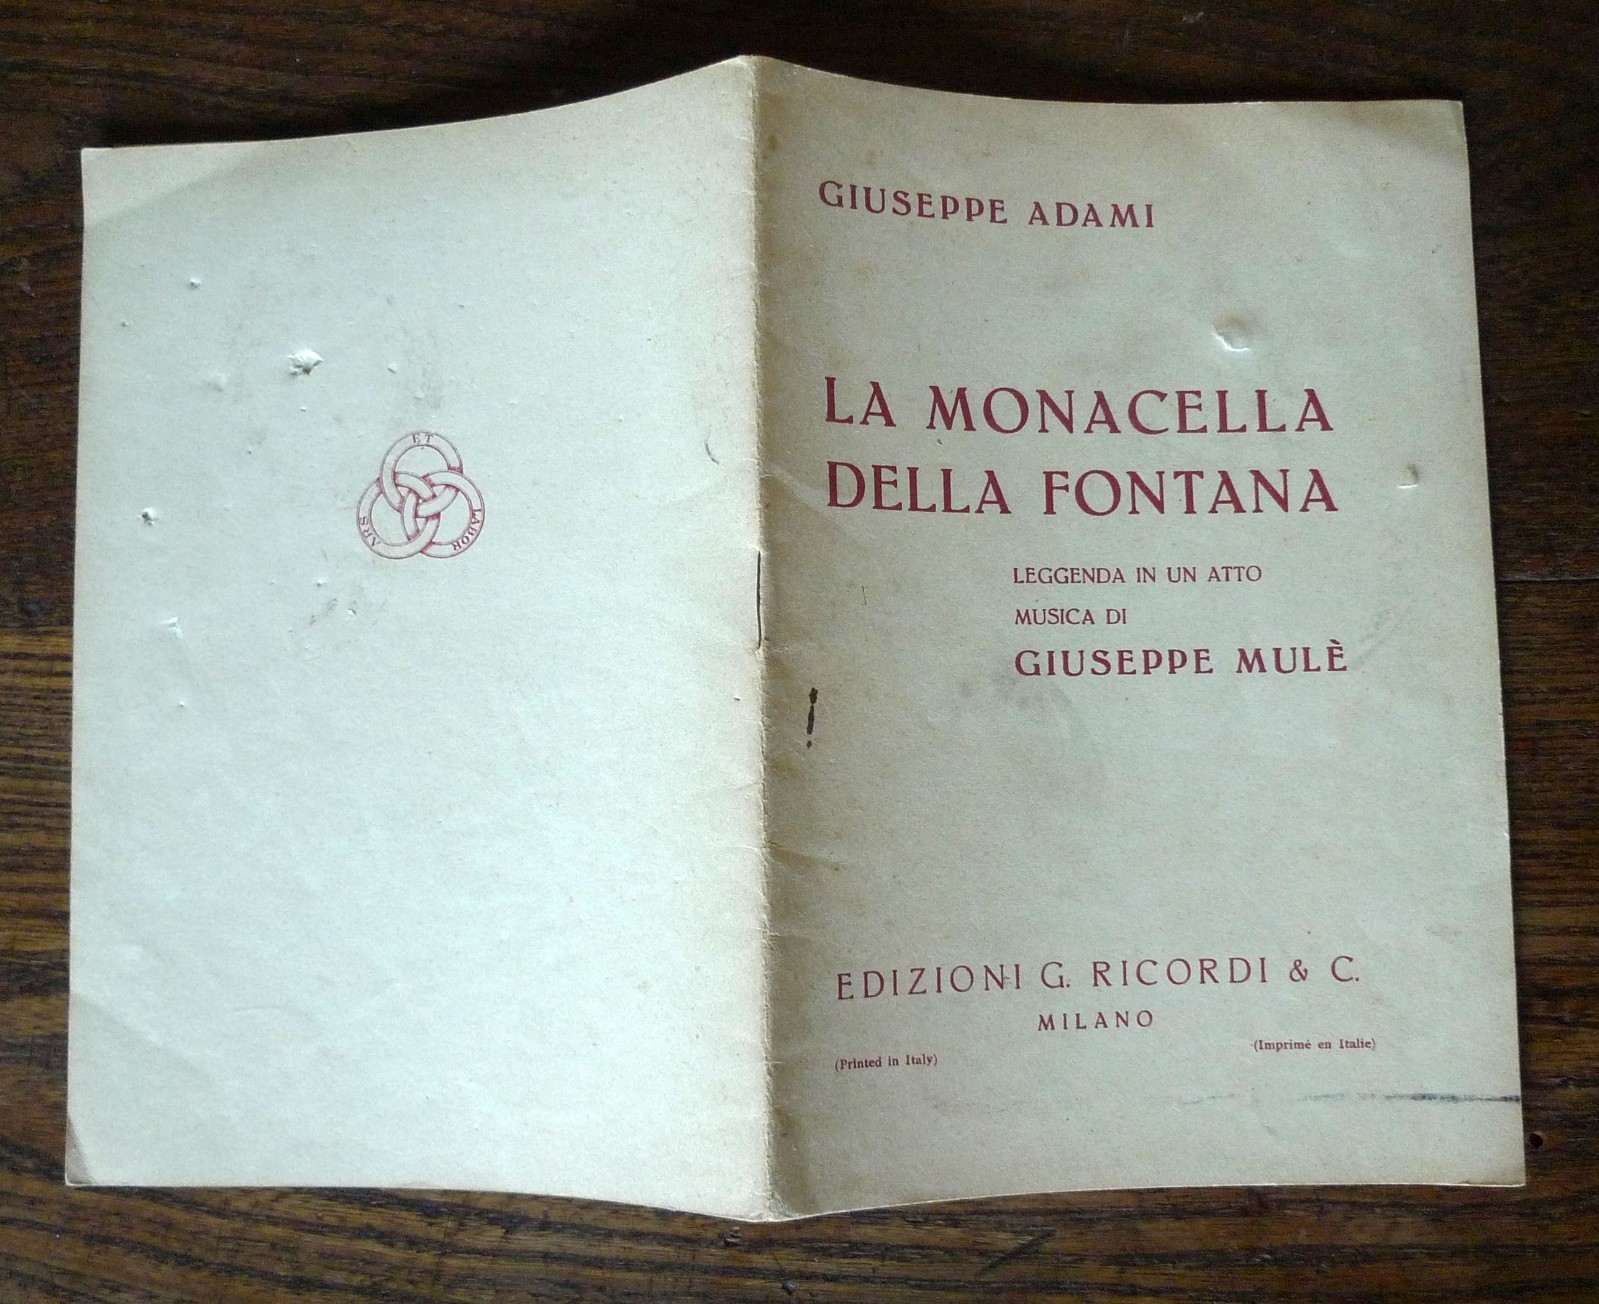 ET
ARS
LABOR
GIUSEPPE ADAMI
LA MONACELLA
DELLA FONTANA
LEGGENDA IN UN ATTO
MUSICA DI
GIUSEPPE MULÈ
EDIZIONI G. RICORDI & C.
MILANO
(Printed in Italy)
(Imprimé en Italie)